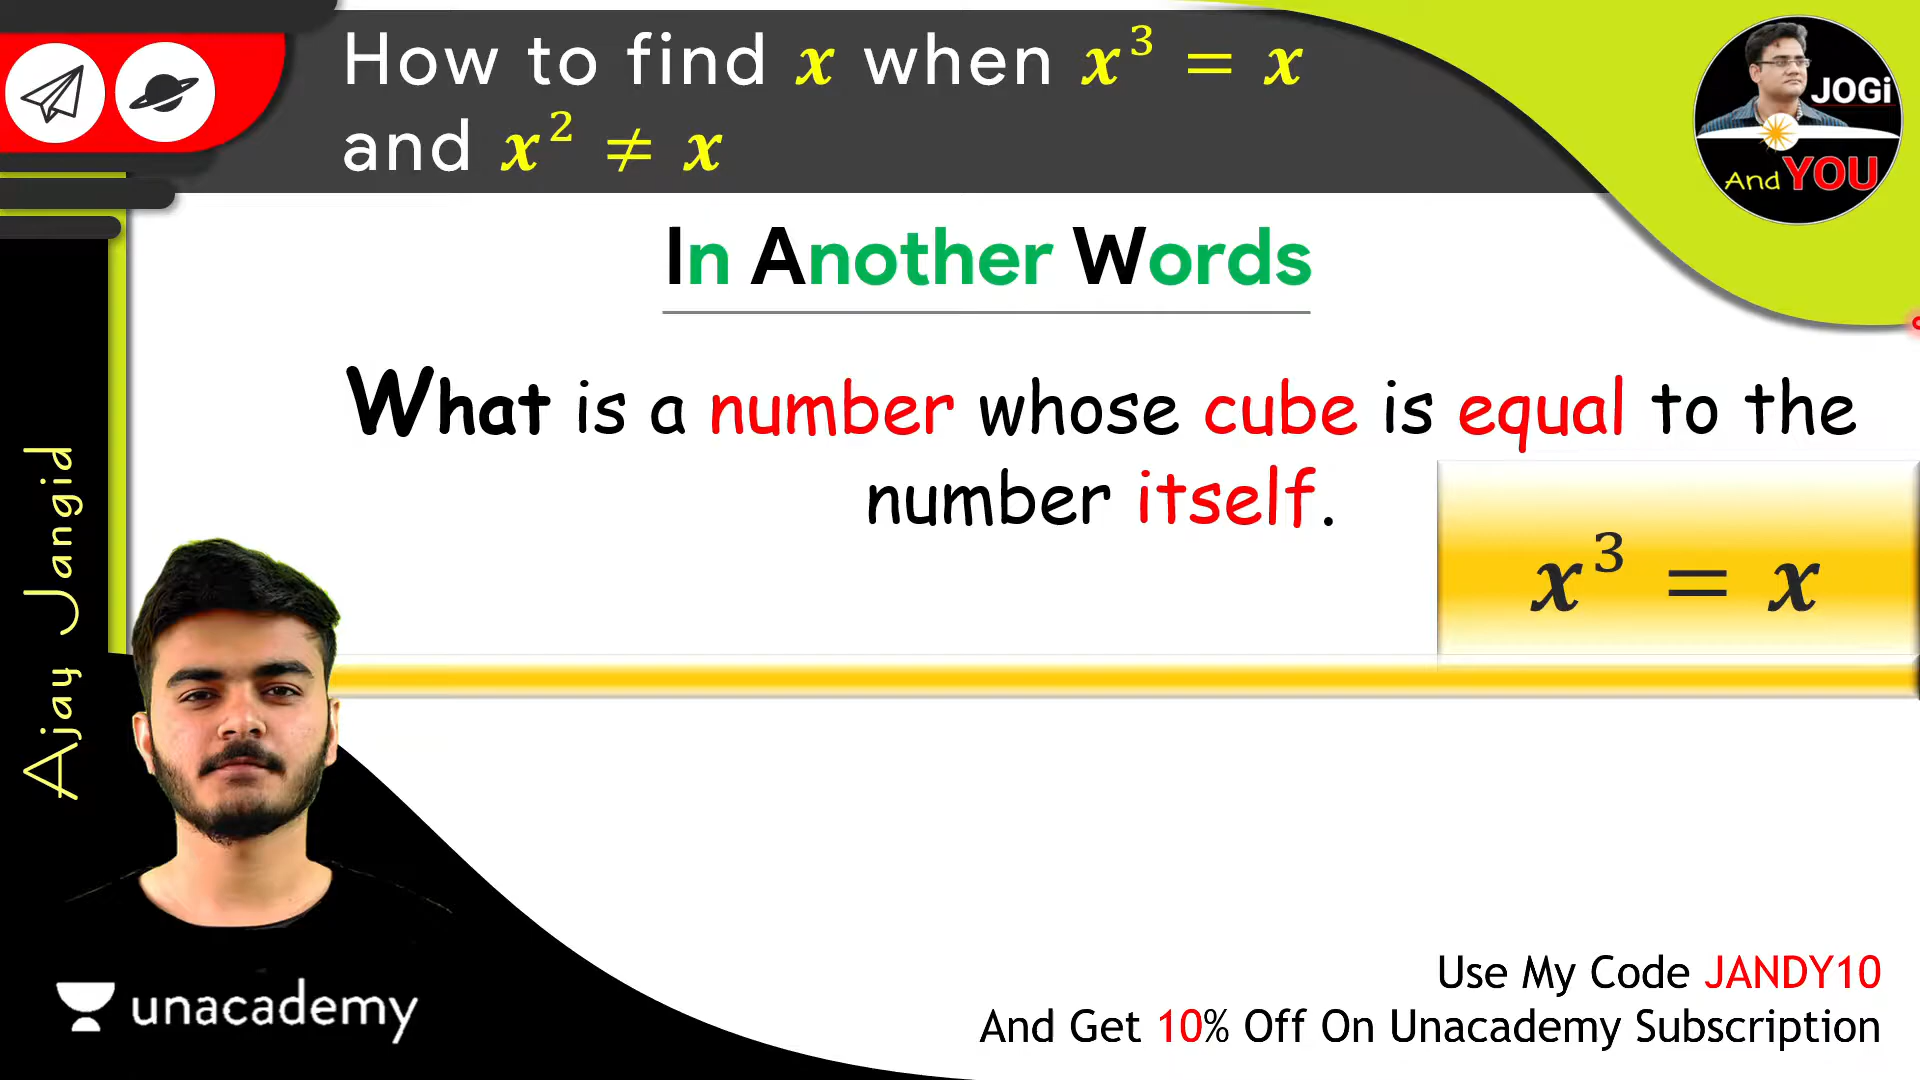 How to find x when x³ = x
and x² ≠ x
JOGi
And YOU
In Another Words
What is a number whose cube is equal to the
number itself.
x³ = x
Ajay Jangid
unacademy
Use My Code JANDY10
And Get 10% Off On Unacademy Subscription